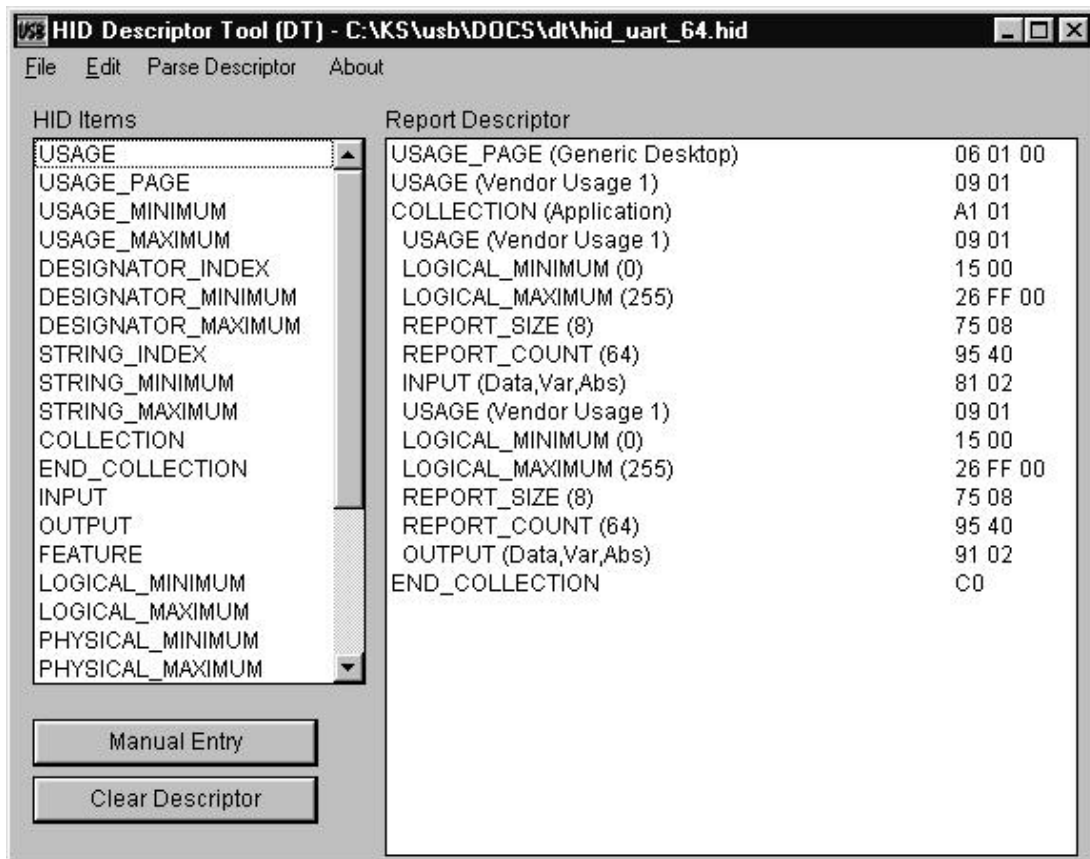 USB HID Descriptor Tool (DT) - C:\KS\usb\DOCS\dt\hid_uart_64.hid
File Edit Parse Descriptor About
HID Items
USAGE
USAGE_PAGE
USAGE_MINIMUM
USAGE_MAXIMUM
DESIGNATOR_INDEX
DESIGNATOR_MINIMUM
DESIGNATOR_MAXIMUM
STRING_INDEX
STRING_MINIMUM
STRING_MAXIMUM
COLLECTION
END_COLLECTION
INPUT
OUTPUT
FEATURE
LOGICAL_MINIMUM
LOGICAL_MAXIMUM
PHYSICAL_MINIMUM
PHYSICAL_MAXIMUM
Manual Entry
Clear Descriptor
Report Descriptor
USAGE_PAGE (Generic Desktop) 06 01 00
USAGE (Vendor Usage 1) 09 01
COLLECTION (Application) A1 01
USAGE (Vendor Usage 1) 09 01
LOGICAL_MINIMUM (0) 15 00
LOGICAL_MAXIMUM (255) 26 FF 00
REPORT_SIZE (8) 75 08
REPORT_COUNT (64) 95 40
INPUT (Data,Var,Abs) 81 02
USAGE (Vendor Usage 1) 09 01
LOGICAL_MINIMUM (0) 15 00
LOGICAL_MAXIMUM (255) 26 FF 00
REPORT_SIZE (8) 75 08
REPORT_COUNT (64) 95 40
OUTPUT (Data,Var,Abs) 91 02
END_COLLECTION C0